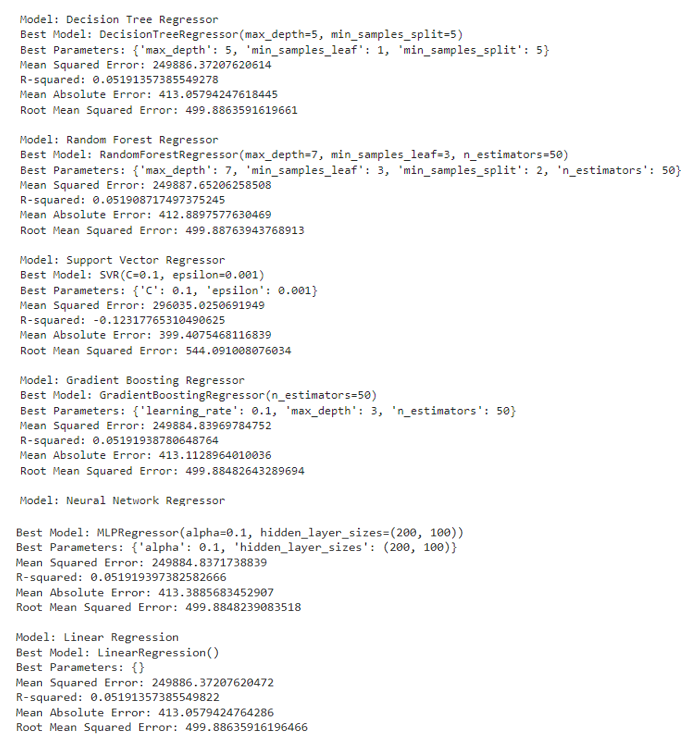 Model: Decision Tree Regressor
Best Model: DecisionTreeRegressor(max_depth=5, min_samples_split=5)
Best Parameters: {'max_depth': 5, 'min_samples_leaf': 1, 'min_samples_split': 5}
Mean Squared Error: 249886.37207620614
R-squared: 0.05191357385549278
Mean Absolute Error: 413.05794247618445
Root Mean Squared Error: 499.8863591619661
Model: Random Forest Regressor
Best Model: RandomForestRegressor(max_depth=7, min_samples_leaf=3, n_estimators=50)
Best Parameters: {'max_depth': 7, 'min_samples_leaf': 3, 'min_samples_split': 2, 'n_estimators': 50}
Mean Squared Error: 249887.65206258508
R-squared: 0.051908717497375245
Mean Absolute Error: 412.8897577630469
Root Mean Squared Error: 499.88763943768913
Model: Support Vector Regressor
Best Model: SVR(C=0.1, epsilon=0.001)
Best Parameters: {'C': 0.1, 'epsilon': 0.001}
Mean Squared Error: 296035.0250691949
R-squared: -0.12317765310490625
Mean Absolute Error: 399.4075468116839
Root Mean Squared Error: 544.091008076034
Model: Gradient Boosting Regressor
Best Model: GradientBoostingRegressor(n_estimators=50)
Best Parameters: {'learning_rate': 0.1, 'max_depth': 3, 'n_estimators': 50}
Mean Squared Error: 249884.83969784752
R-squared: 0.05191938780648764
Mean Absolute Error: 413.1128964010036
Root Mean Squared Error: 499.88482643289694
Model: Neural Network Regressor
Best Model: MLPRegressor(alpha=0.1, hidden_layer_sizes=(200, 100))
Best Parameters: {'alpha': 0.1, 'hidden_layer_sizes': (200, 100)}
Mean Squared Error: 249884.8371738839
R-squared: 0.051919397382582666
Mean Absolute Error: 413.3885683452907
Root Mean Squared Error: 499.8848239083518
Model: Linear Regression
Best Model: LinearRegression()
Best Parameters: {}
Mean Squared Error: 249886.37207620472
R-squared: 0.05191357385549822
Mean Absolute Error: 413.0579424764286
Root Mean Squared Error: 499.88635916196466